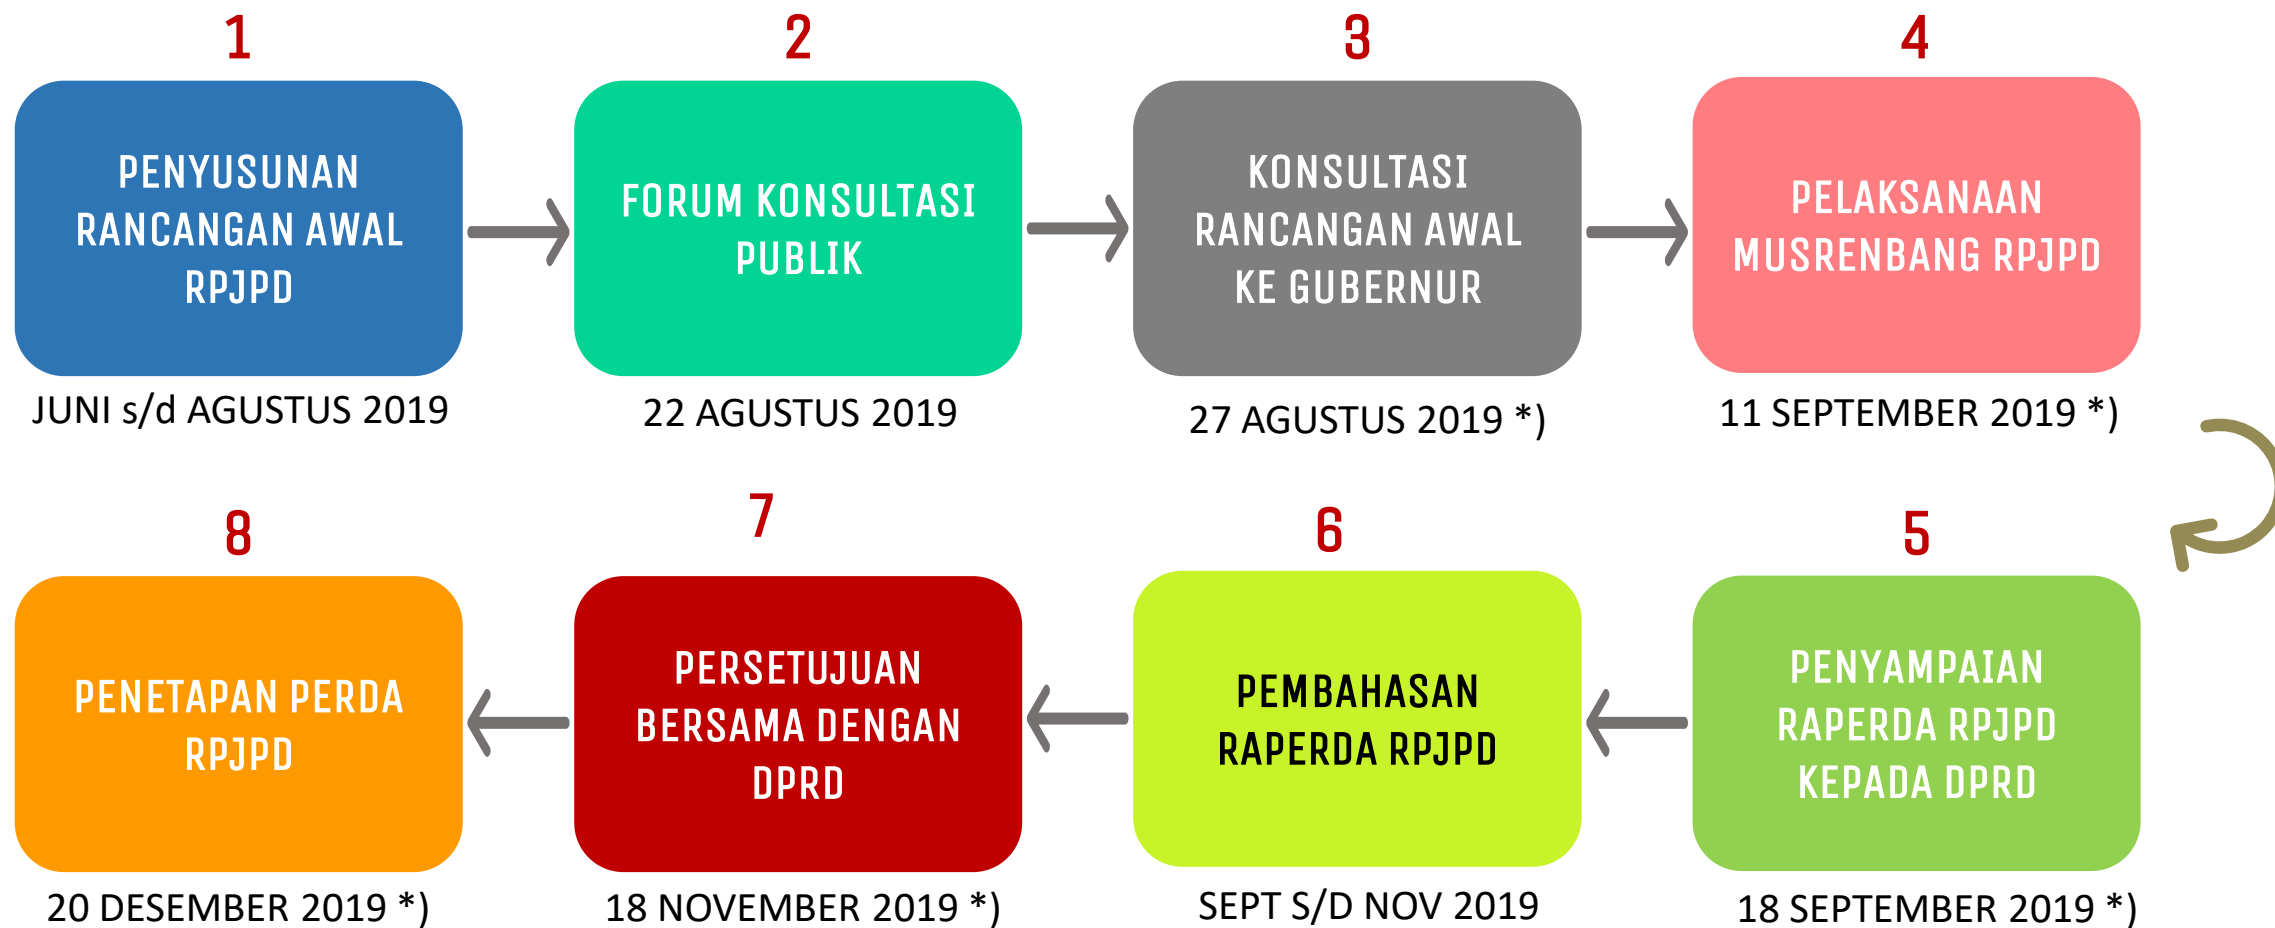 1
PENYUSUNAN
RANCANGAN AWAL
RPJPD
JUNI s/d AGUSTUS 2019
2
FORUM KONSULTASI
PUBLIK
22 AGUSTUS 2019
3
KONSULTASI
RANCANGAN AWAL
KE GUBERNUR
27 AGUSTUS 2019 *)
4
PELAKSANAAN
MUSRENBANG RPJPD
11 SEPTEMBER 2019 *)
5
PENYAMPAIAN
RAPERDA RPJPD
KEPADA DPRD
18 SEPTEMBER 2019 *)
6
PEMBAHASAN
RAPERDA RPJPD
SEPT S/D NOV 2019
7
PERSETUJUAN
BERSAMA DENGAN
DPRD
18 NOVEMBER 2019 *)
8
PENETAPAN PERDA
RPJPD
20 DESEMBER 2019 *)